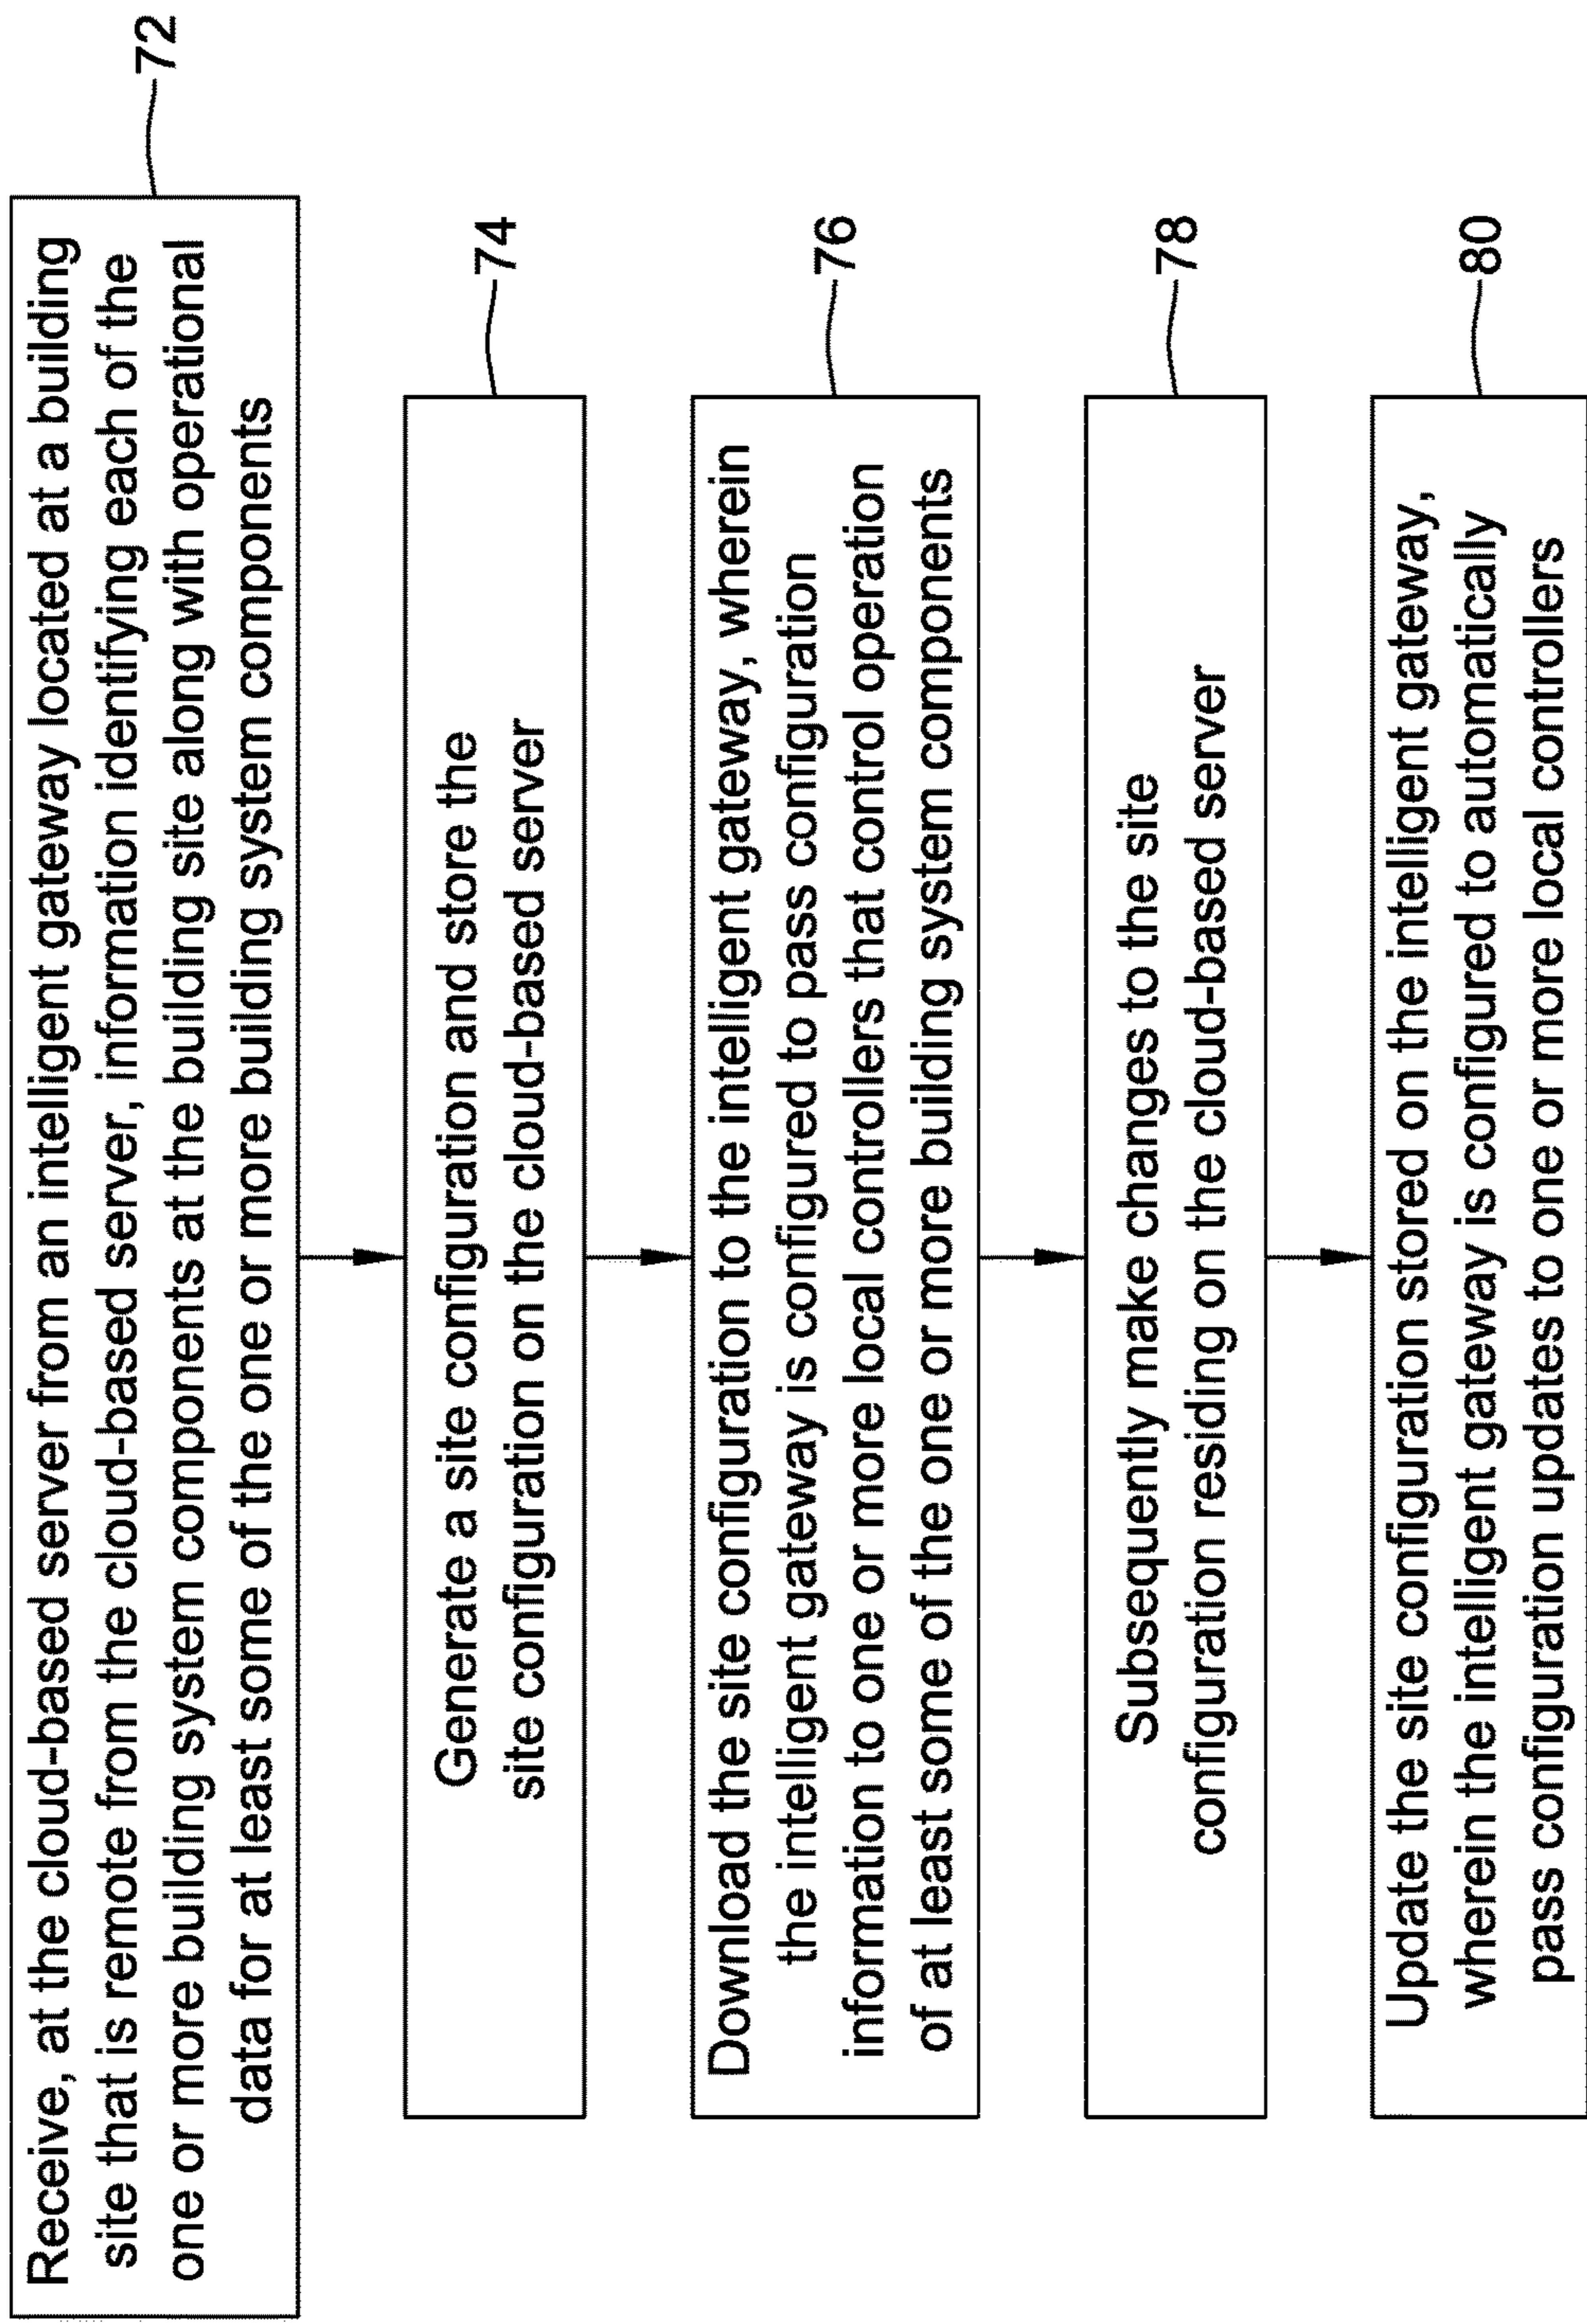 Receive, at the cloud-based server from an intelligent gateway located at a building
site that is remote from the cloud-based server, information identifying each of the
one or more building system components at the building site along with operational
data for at least some of the one or more building system components
72
Generate a site configuration and store the
site configuration on the cloud-based server
74
Download the site configuration to the intelligent gateway, wherein
the intelligent gateway is configured to pass configuration
information to one or more local controllers that control operation
of at least some of the one or more building system components
76
Subsequently make changes to the site
configuration residing on the cloud-based server
78
Update the site configuration stored on the intelligent gateway,
wherein the intelligent gateway is configured to automatically
pass configuration updates to one or more local controllers
80